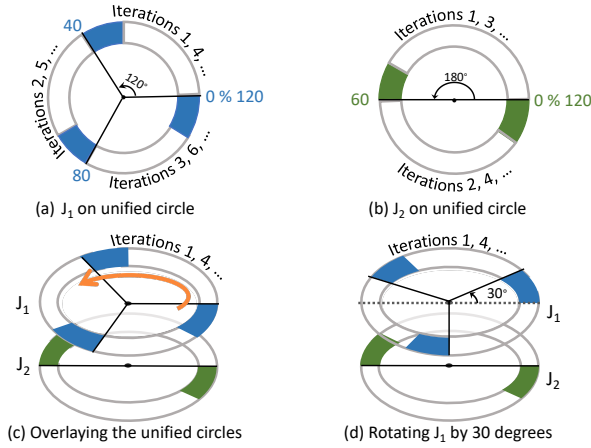 Iterations 1, 4, ...
40
120°
0 % 120
Iterations 2, 5, ...
80
Iterations 3, 6, ...
(a) J₁ on unified circle
Iterations 1, 3, ...
180°
60
0 % 120
Iterations 2, 4, ...
(b) J₂ on unified circle
Iterations 1, 4, ...
J₁
J₂
(c) Overlaying the unified circles
Iterations 1, 4, ...
30°
J₁
J₂
(d) Rotating J₁ by 30 degrees